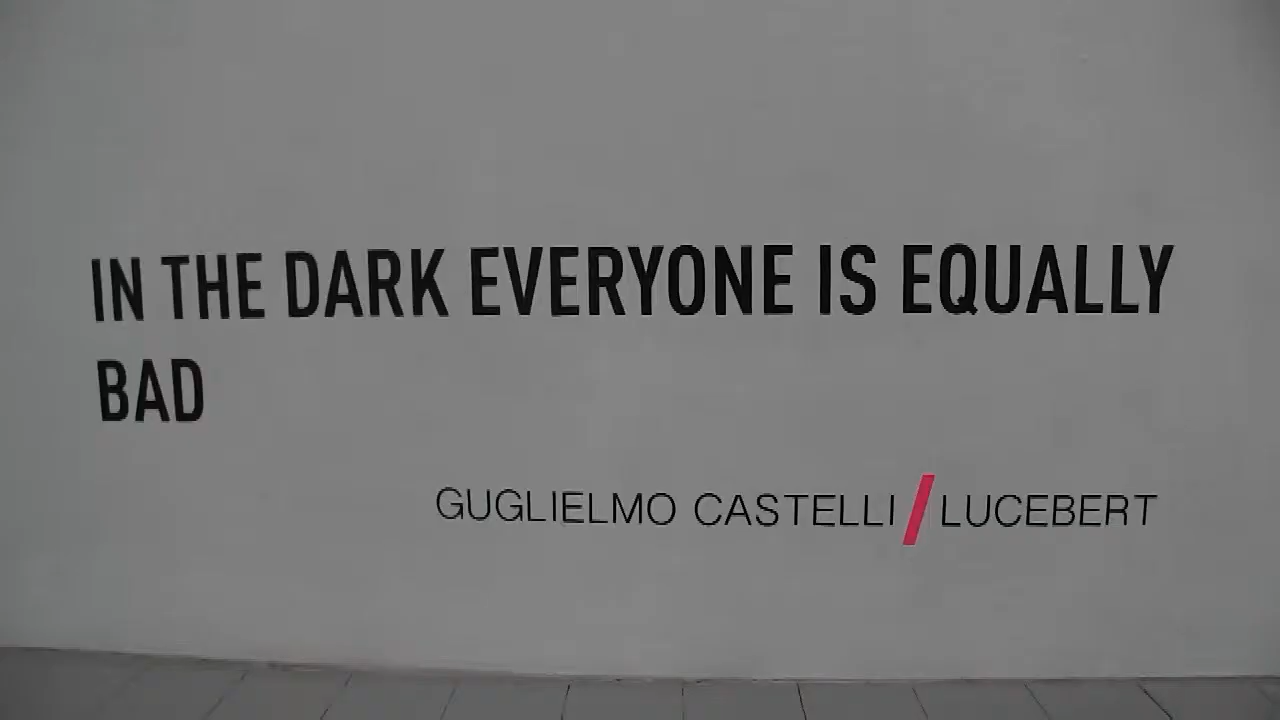 IN THE DARK EVERYONE IS EQUALLY
BAD
GUGLIELMO CASTELLI/LUCEBERT